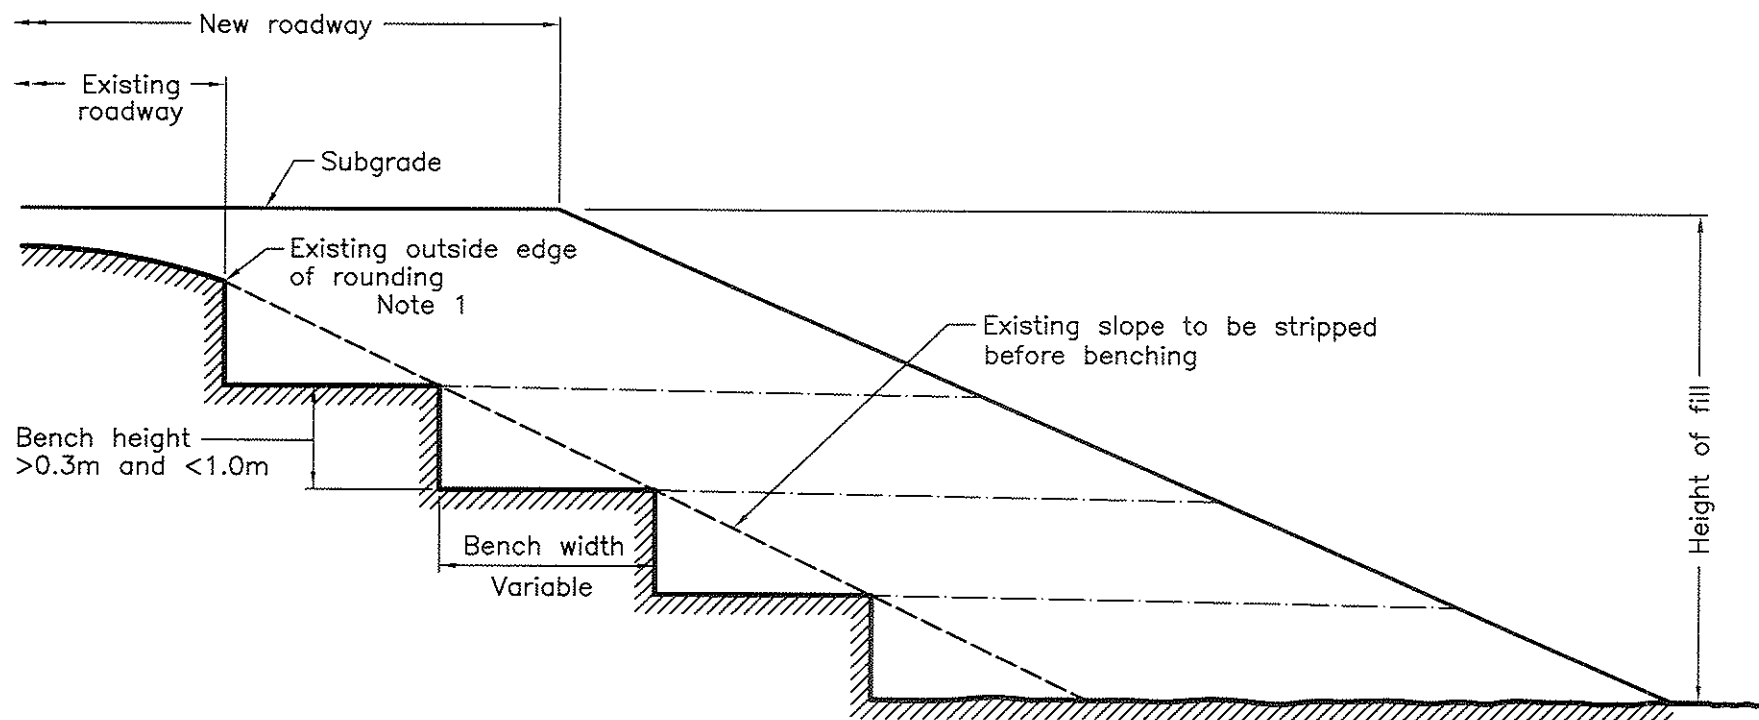 New roadway
Existing
roadway
Subgrade
Existing outside edge
of rounding
Note 1
Existing slope to be stripped
before benching
Bench height
>0.3m and <1.0m
Bench width
Variable
Height of fill